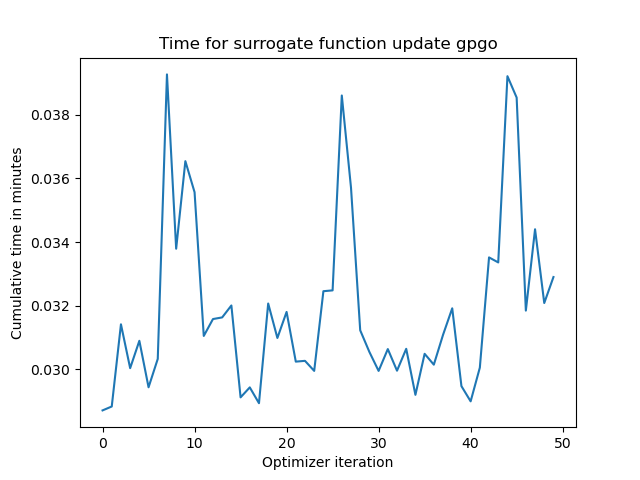 Time for surrogate function update gpgo
Cumulative time in minutes
0.038
0.036
0.034
0.032
0.030
0 10 20 30 40 50
Optimizer iteration